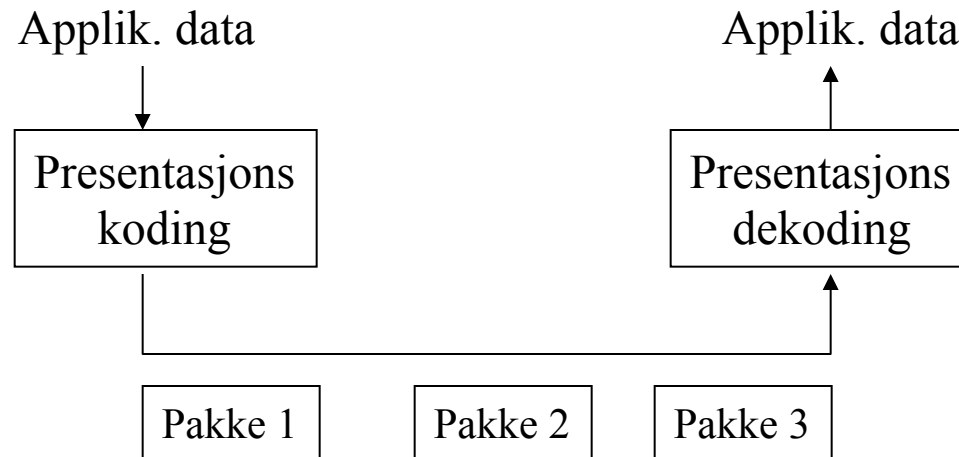 Applik. data
Applik. data
Presentasjons
koding
Presentasjons
dekoding
Pakke 1
Pakke 2
Pakke 3